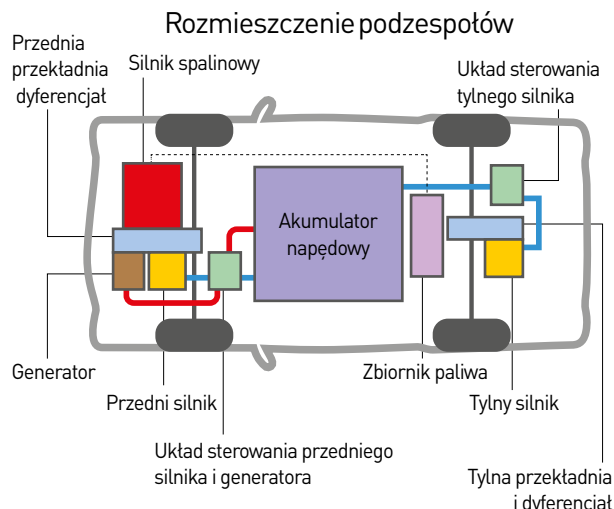 Rozmieszczenie podzespołów
Przednia
przekładnia
dyferencjał
Silnik spalinowy
Układ sterowania
tylnego silnika
Akumulator
napędowy
Generator
Przedni silnik
Układ sterowania przedniego
silnika i generatora
Zbiornik paliwa
Tylny silnik
Tylna przekładnia
i dyferencjał